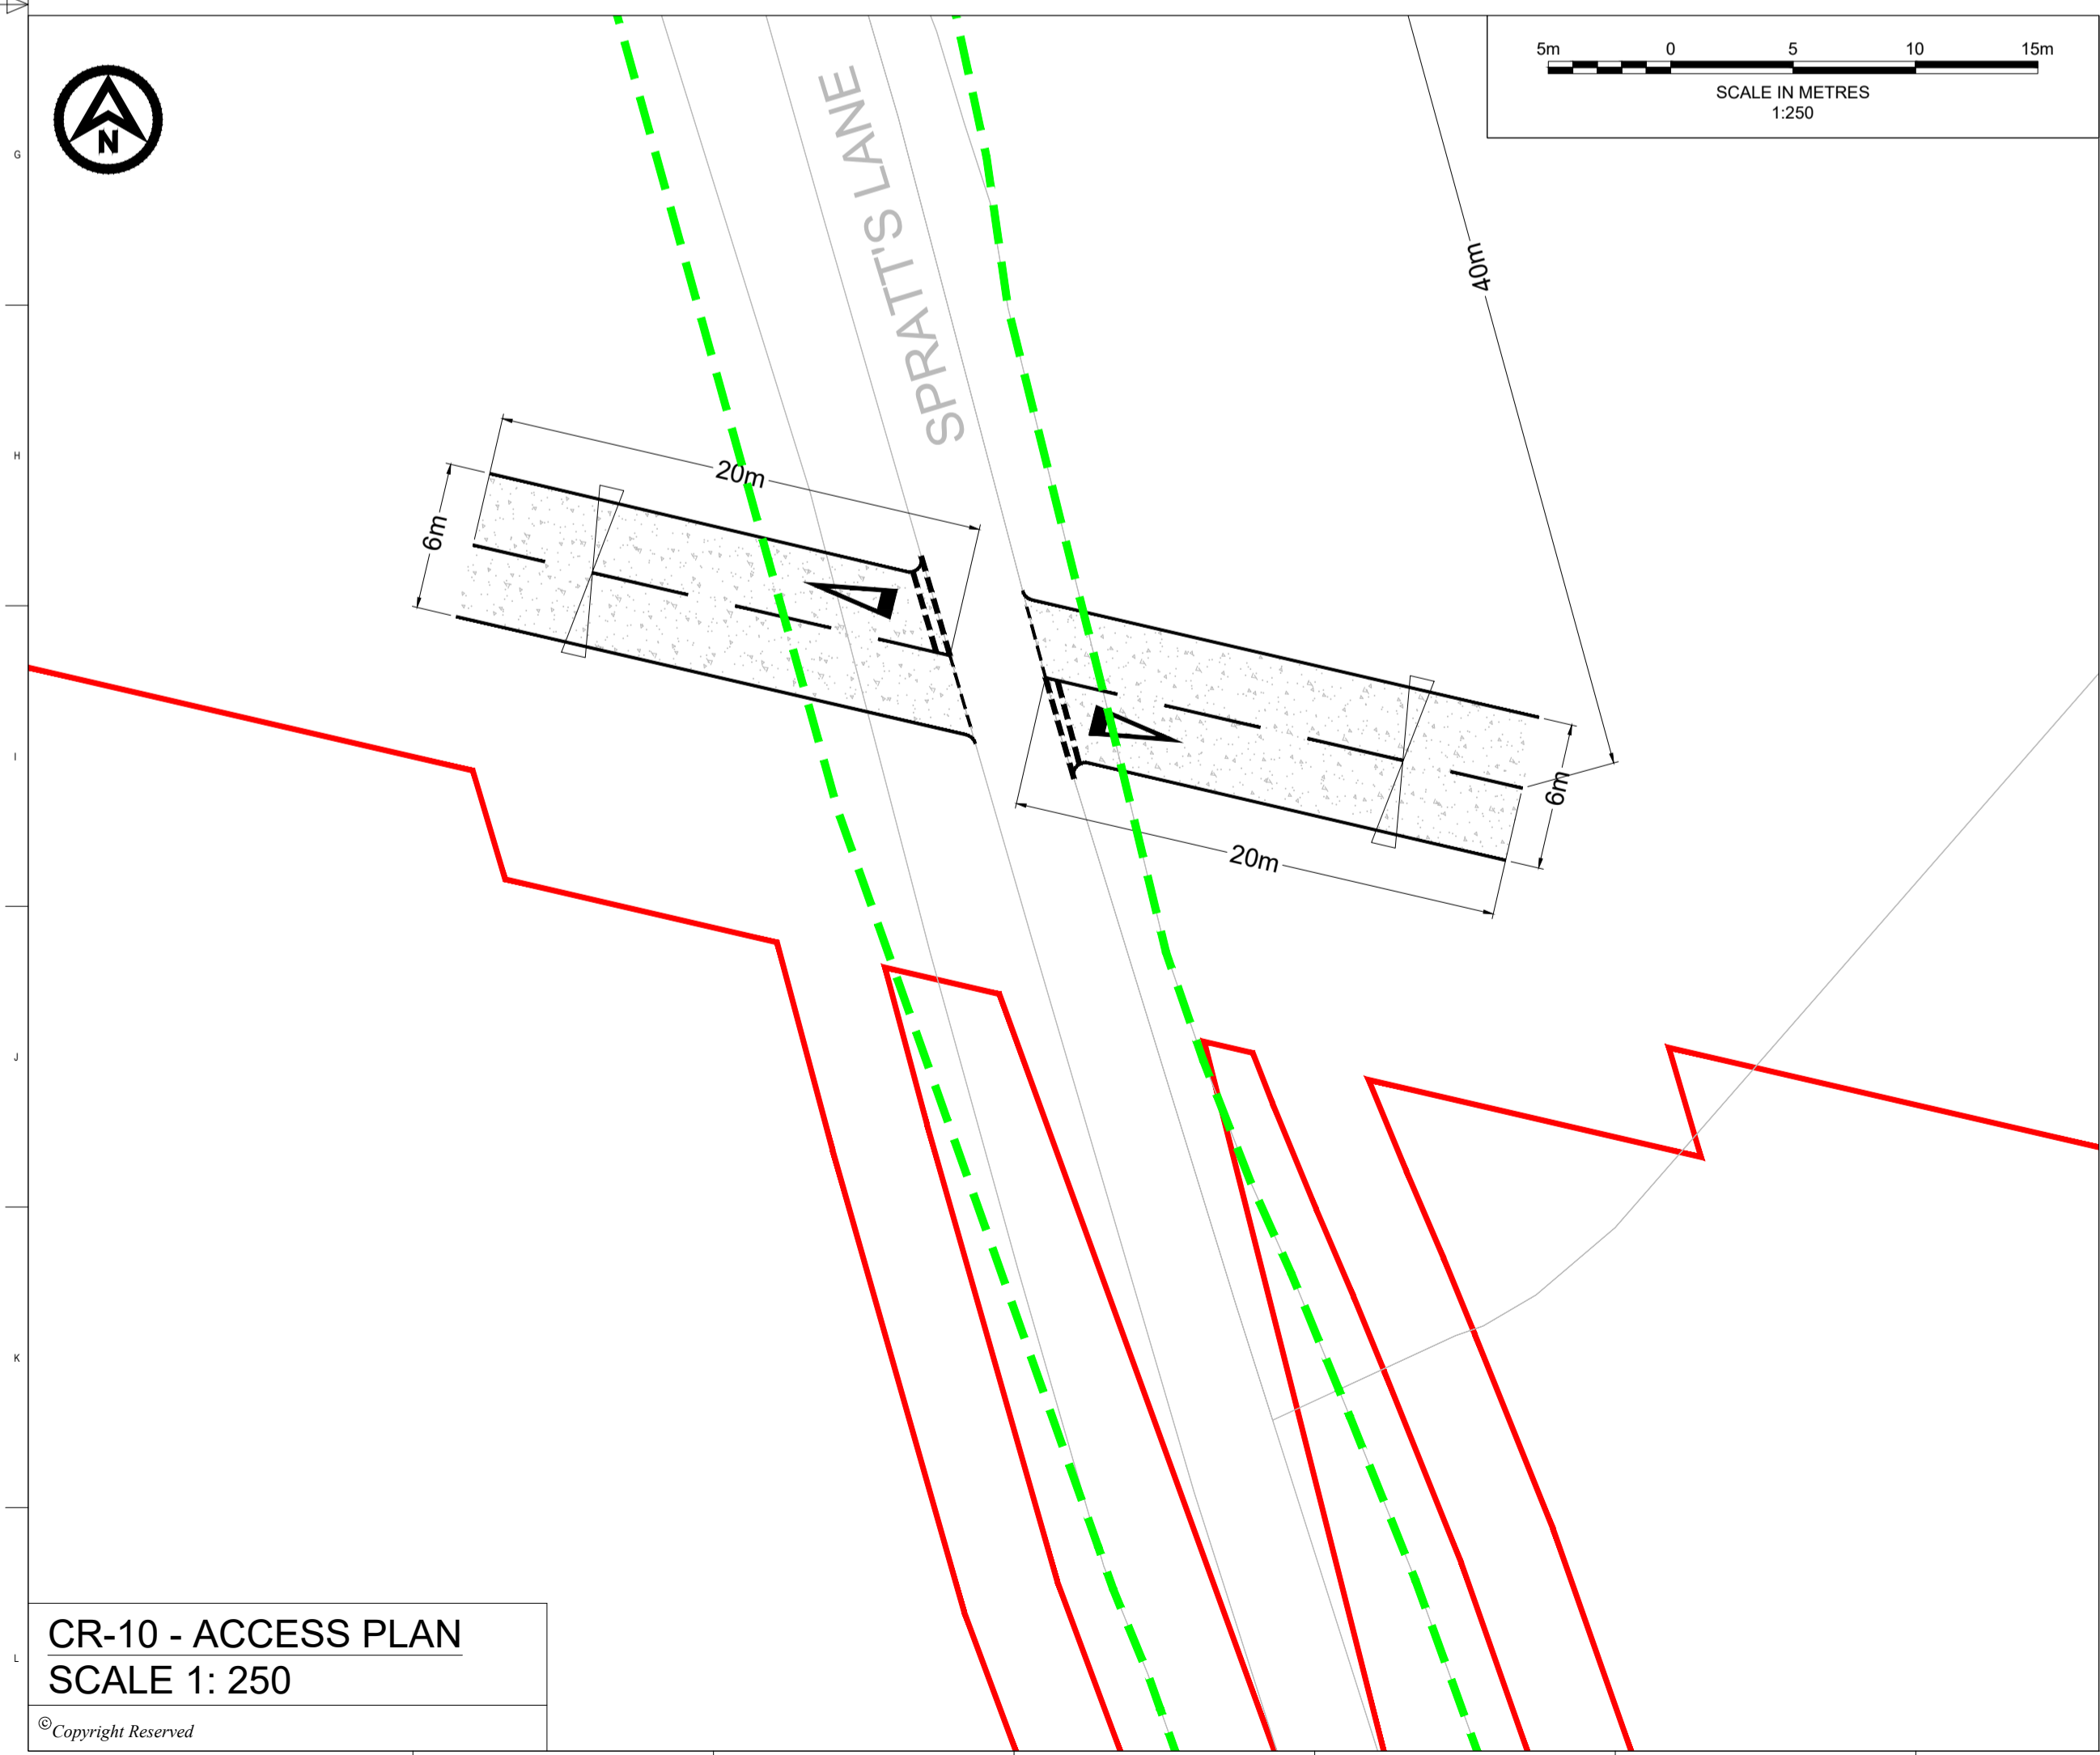 5m 0 5 10 15m
SCALE IN METRES
1:250
N
G
SPRATT'S LANE
40m
H
20m
6m
I
6m
20m
J
K
L
CR-10 - ACCESS PLAN
SCALE 1: 250
©Copyright Reserved